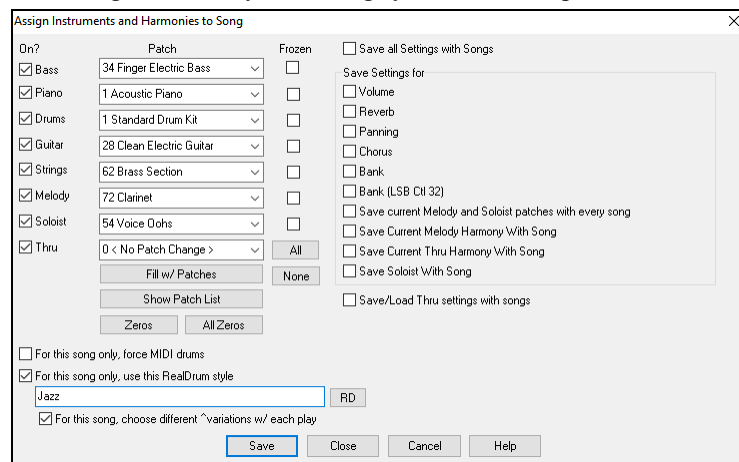 Assign Instruments and Harmonies to Song
On? Patch Frozen
Bass 34 Finger Electric Bass
Piano 1 Acoustic Piano
Drums 1 Standard Drum Kit
Guitar 28 Clean Electric Guitar
Strings 62 Brass Section
Melody 72 Clarinet
Soloist 54 Voice Oohs
Thru 0 < No Patch Change > All
Fill w/ Patches None
Show Patch List
Zeros All Zeros
Save all Settings with Songs
Save Settings for
Volume
Reverb
Panning
Chorus
Bank
Bank (LSB Ctl 32)
Save current Melody and Soloist patches with every song
Save Current Melody Harmony With Song
Save Current Thru Harmony With Song
Save Soloist With Song
Save/Load Thru settings with songs
For this song only, force MIDI drums
For this song only, use this RealDrum style
Jazz RD
For this song, choose different ^variations w/ each play
Save Close Cancel Help